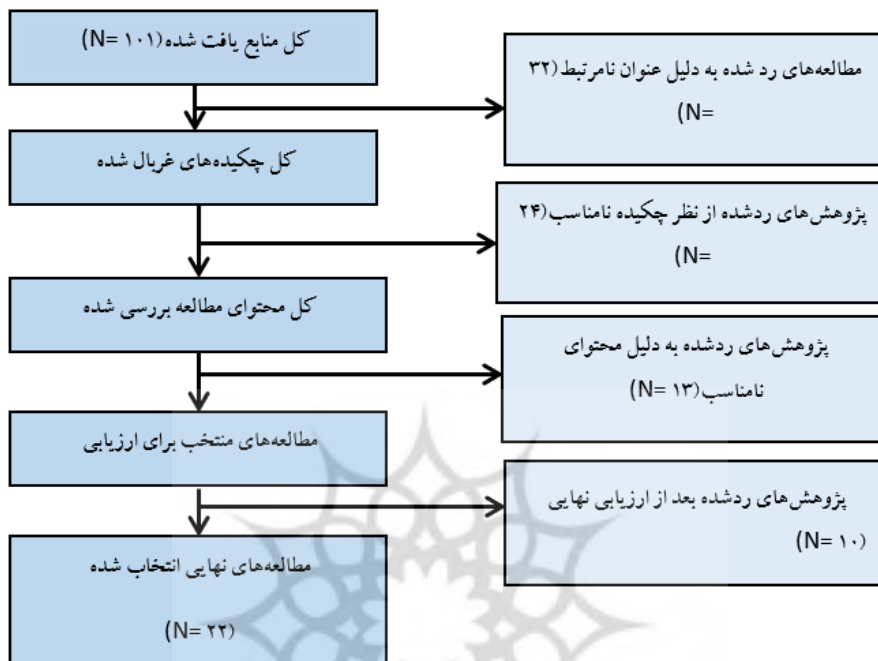 کل منابع یافت شده(N= ۱۰۱)
مطالعه‌های رد شده به دلیل عنوان نامرتبط(۳۲
N=)
کل چکیده‌های غربال شده
پژوهش‌های ردشده از نظر چکیده نامناسب(۲۴
N=)
کل محتوای مطالعه بررسی شده
پژوهش‌های ردشده به دلیل محتوای
نامناسب(N= ۱۳)
مطالعه‌های منتخب برای ارزیابی
پژوهش‌های ردشده بعد از ارزیابی نهایی
(N= ۱۰)
مطالعه‌های نهایی انتخاب شده
(N= ۲۲)